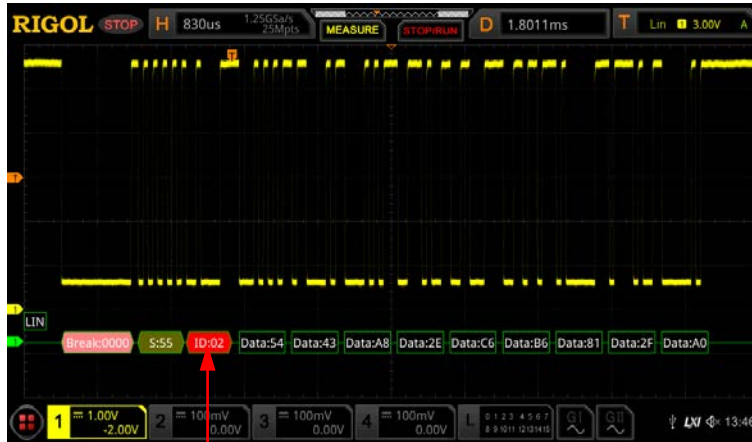 RIGOL STOP H 830us 1.25GSa/s 25Mpts MEASURE STOP/RUN D 1.8011ms T Lin 1 3.00V A
T
T
1
LIN
Break:0000 S:55 ID:02 Data:54 Data:43 Data:A8 Data:2E Data:C6 Data:B6 Data:81 Data:2F Data:A0
1 1.00V 2 100mV 3 100mV 4 100mV L 0 1 2 3 4 5 6 7 GI GII LXI 13:46
-2.00V 0.00V 0.00V 0.00V 8 9 10 11 12 13 14 15